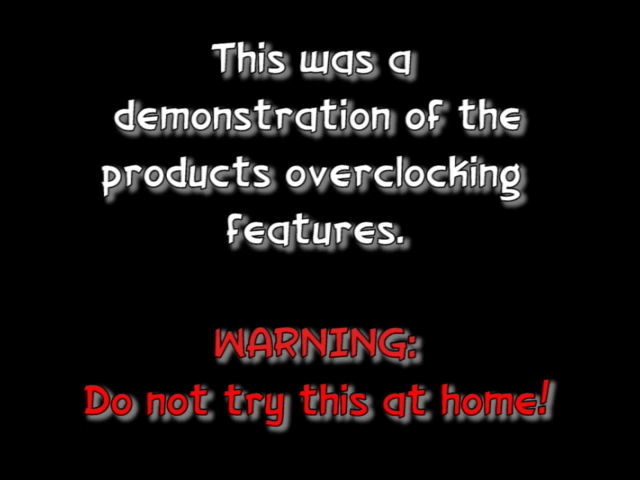 This was a
demonstration of the
products overclocking
features.
WARNING:
Do not try this at home!